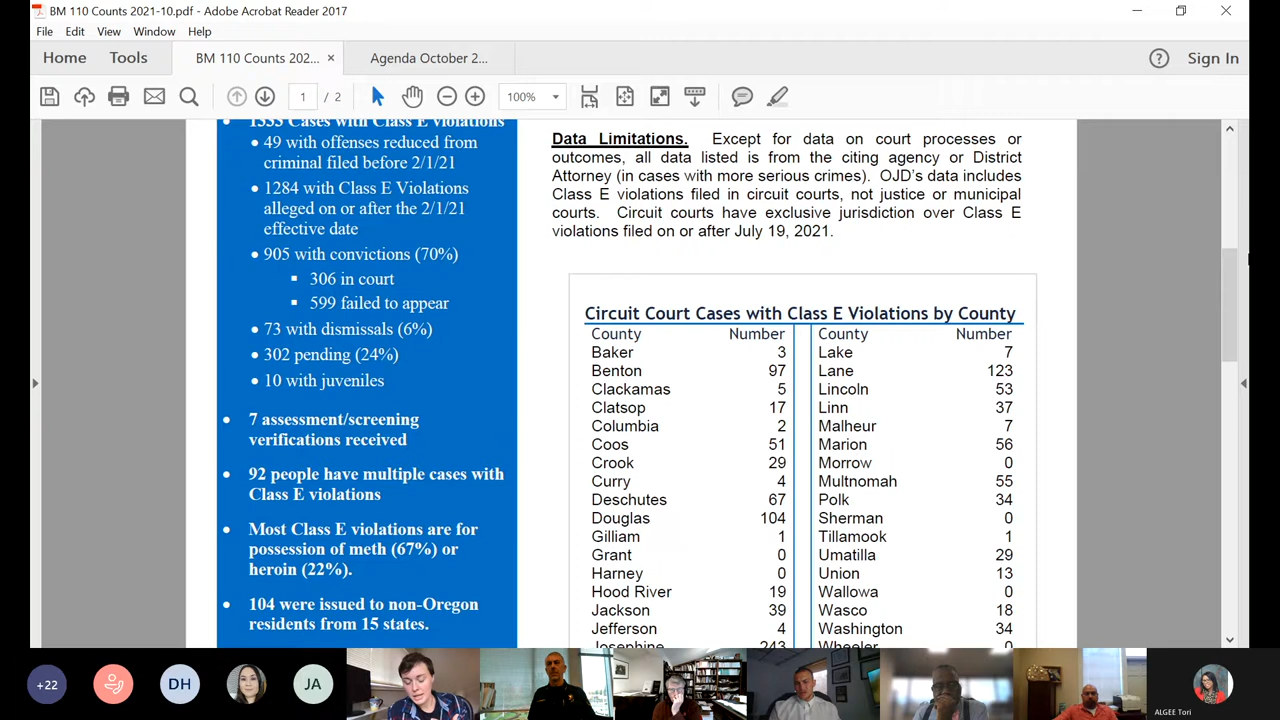 BM 110 Counts 2021-10.pdf - Adobe Acrobat Reader 2017
File Edit View Window Help
Home Tools BM 110 Counts 202... × Agenda October 2... Sign In
1 / 2 100%
1333 Cases with Class E Violations
• 49 with offenses reduced from
criminal filed before 2/1/21
• 1284 with Class E Violations
alleged on or after the 2/1/21
effective date
• 905 with convictions (70%)
▪ 306 in court
▪ 599 failed to appear
• 73 with dismissals (6%)
• 302 pending (24%)
• 10 with juveniles
• 7 assessment/screening
verifications received
• 92 people have multiple cases with
Class E violations
• Most Class E violations are for
possession of meth (67%) or
heroin (22%).
• 104 were issued to non-Oregon
residents from 15 states.
Data Limitations. Except for data on court processes or
outcomes, all data listed is from the citing agency or District
Attorney (in cases with more serious crimes). OJD's data includes
Class E violations filed in circuit courts, not justice or municipal
courts. Circuit courts have exclusive jurisdiction over Class E
violations filed on or after July 19, 2021.
Circuit Court Cases with Class E Violations by County
County Number County Number
Baker 3 Lake 7
Benton 97 Lane 123
Clackamas 5 Lincoln 53
Clatsop 17 Linn 37
Columbia 2 Malheur 7
Coos 51 Marion 56
Crook 29 Morrow 0
Curry 4 Multnomah 55
Deschutes 67 Polk 34
Douglas 104 Sherman 0
Gilliam 1 Tillamook 1
Grant 0 Umatilla 29
Harney 0 Union 13
Hood River 19 Wallowa 0
Jackson 39 Wasco 18
Jefferson 4 Washington 34
Josephine 243 Wheeler 0
+22 DH JA
ALGEE Tori